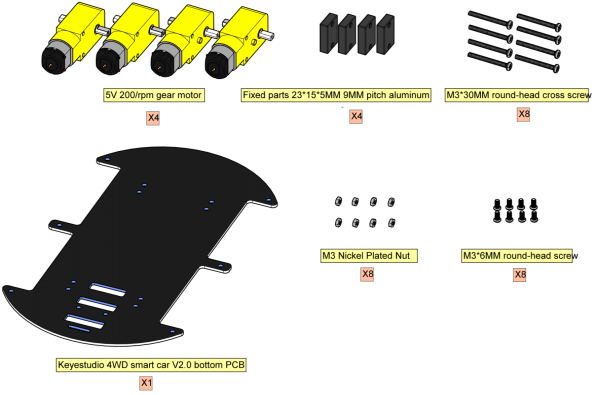 5V 200/rpm gear motor
X4
Fixed parts 23*15*5MM 9MM pitch aluminum
X4
M3*30MM round-head cross screw
X8
M3 Nickel Plated Nut
X8
M3*6MM round-head screw
X8
Keyestudio 4WD smart car V2.0 bottom PCB
X1